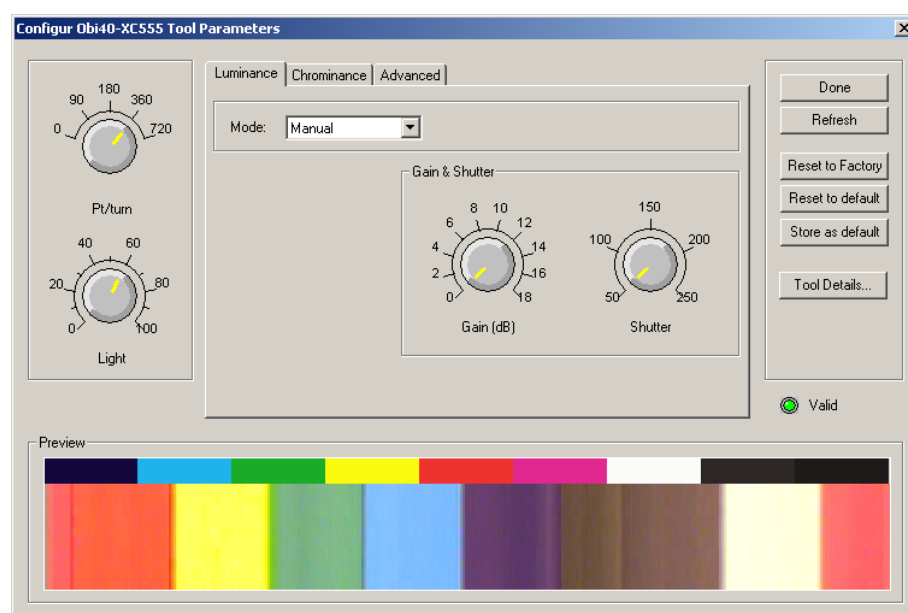 Configur Obi40-XC555 Tool Parameters
0 90 180 360 720
Pt/turn
0 20 40 60 80 100
Light
Luminance Chrominance Advanced
Mode: Manual
Gain & Shutter
0 2 4 6 8 10 12 14 16 18
Gain (dB)
50 100 150 200 250
Shutter
Done
Refresh
Reset to Factory
Reset to default
Store as default
Tool Details...
Valid
Preview